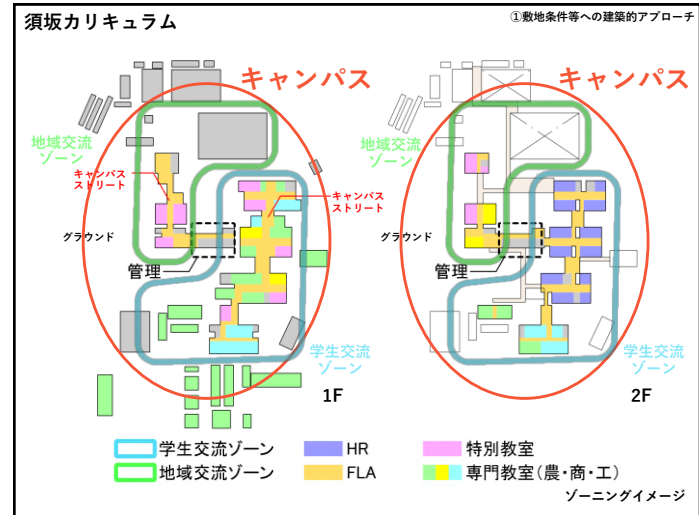 須坂カリキュラム
①敷地条件等への建築的アプローチ
キャンパス
キャンパス
地域交流
ゾーン
地域交流
ゾーン
キャンパス
ストリート
キャンパス
ストリート
グラウンド
グラウンド
管理
管理
学生交流
ゾーン
学生交流
ゾーン
1F
2F
学生交流ゾーン
HR
特別教室
地域交流ゾーン
FLA
専門教室(農・商・工)
ゾーニングイメージ